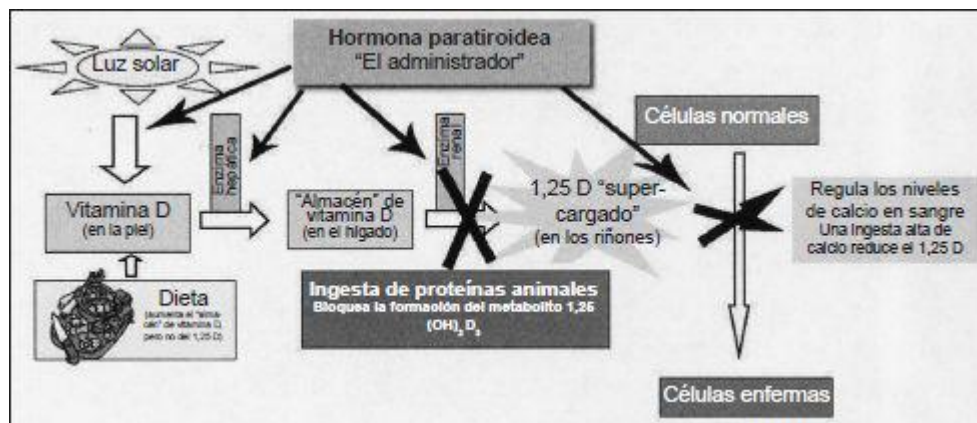 Hormona paratiroidea
“El administrador”
Luz solar
Células normales
Enzima
hepática
Enzima
renal
Vitamina D
(en la piel)
“Almacén” de
vitamina D
(en el hígado)
1,25 D “super-
cargado”
(en los riñones)
Regula los niveles
de calcio en sangre
Una ingesta alta de
calcio reduce el 1,25 D
Dieta
(aumenta el “alma-
cén” de vitamina D,
pero no del 1,25 D)
Ingesta de proteínas animales
Bloquea la formación del metabolito 1,25
(OH)₂ D₃
Células enfermas